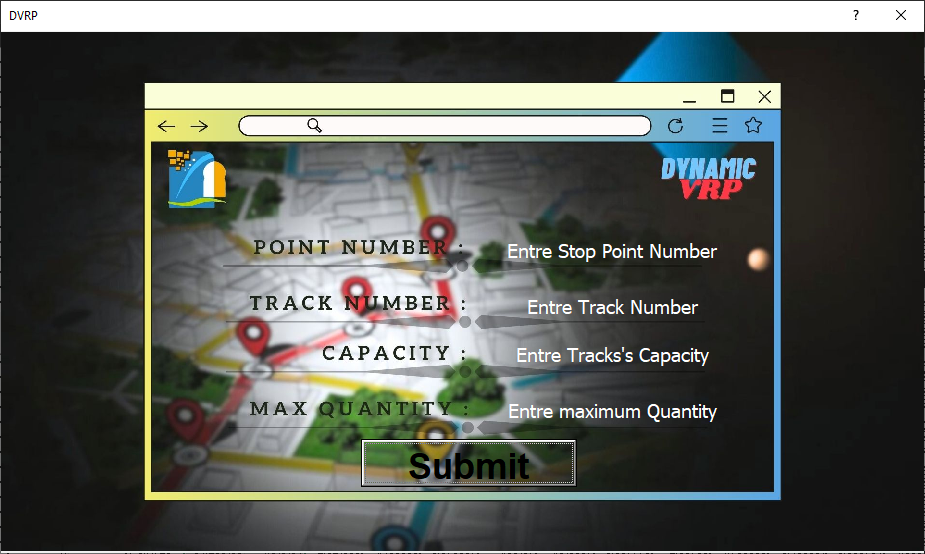 DVRP
DYNAMIC
VRP
POINT NUMBER : Entre Stop Point Number
TRACK NUMBER : Entre Track Number
CAPACITY : Entre Tracks's Capacity
MAX QUANTITY : Entre maximum Quantity
Submit